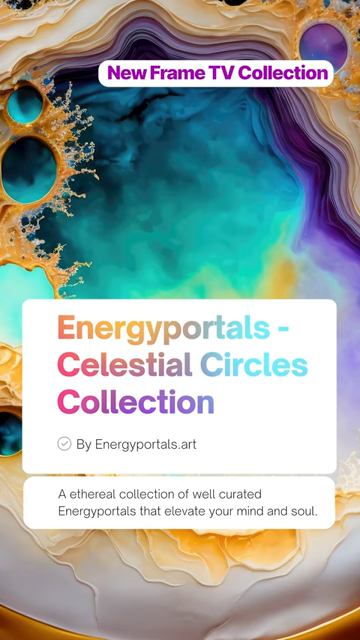 New Frame TV Collection
Energyportals -
Celestial Circles
Collection
By Energyportals.art
A ethereal collection of well curated
Energyportals that elevate your mind and soul.